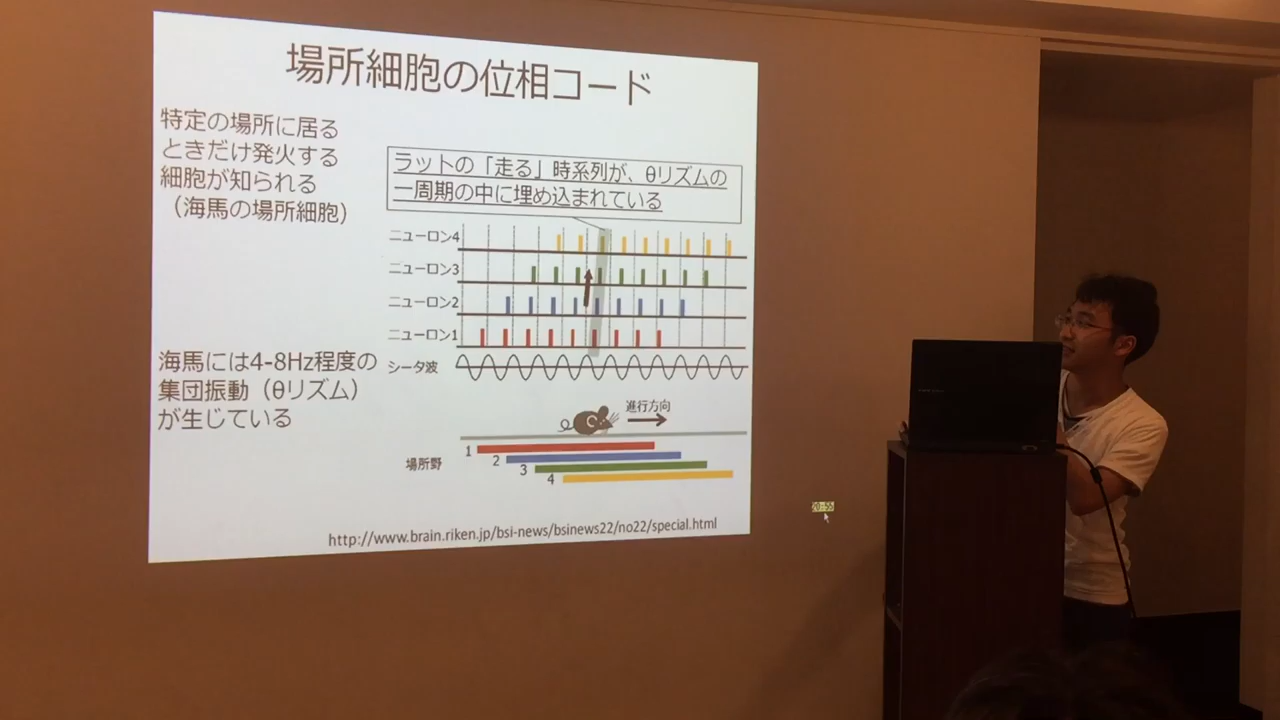 場所細胞の位相コード
特定の場所に居る
ときだけ発火する
細胞が知られる
（海馬の場所細胞）
ラットの「走る」時系列が、θリズムの
一周期の中に埋め込まれている
ニューロン4
ニューロン3
ニューロン2
ニューロン1
シータ波
海馬には4-8Hz程度の
集団振動（θリズム）
が生じている
進行方向
場所野
1
2
3
4
http://www.brain.riken.jp/bsi-news/bsinews22/no22/special.html